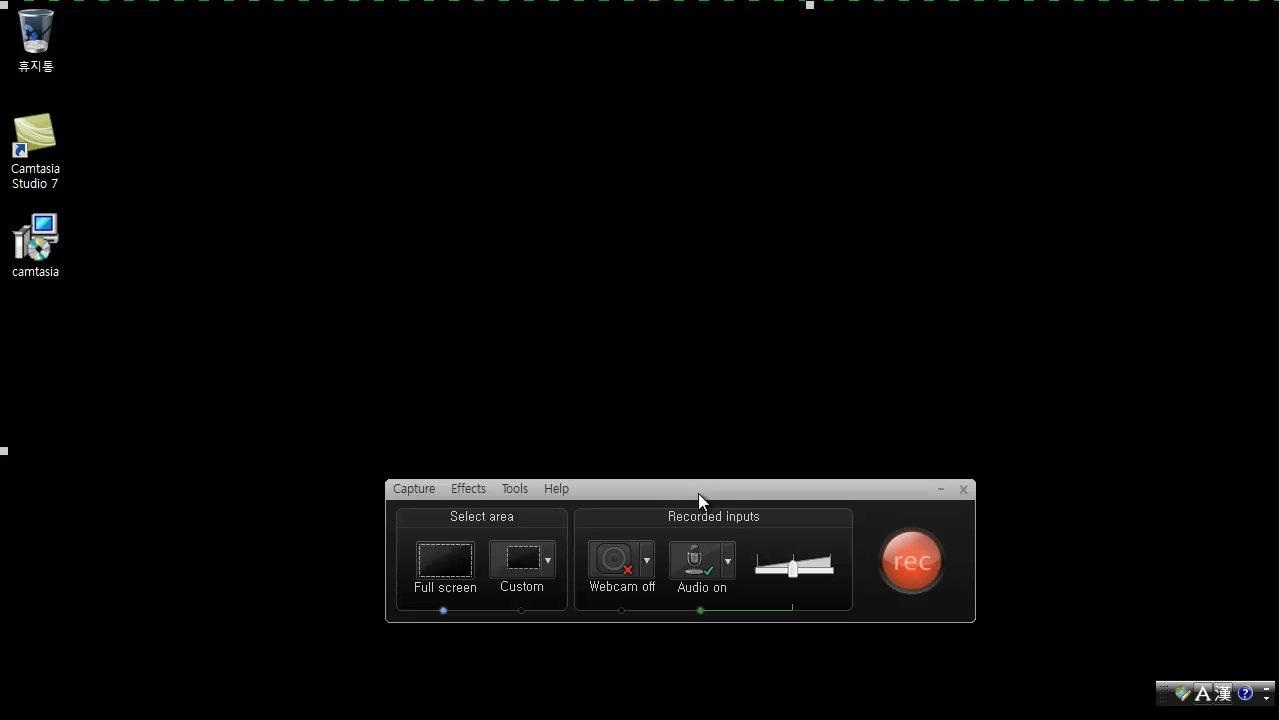 휴지통
Camtasia
Studio 7
camtasia
Capture Effects Tools Help
Select area
Recorded inputs
Full screen
Custom
Webcam off
Audio on
rec
A 漢 ?